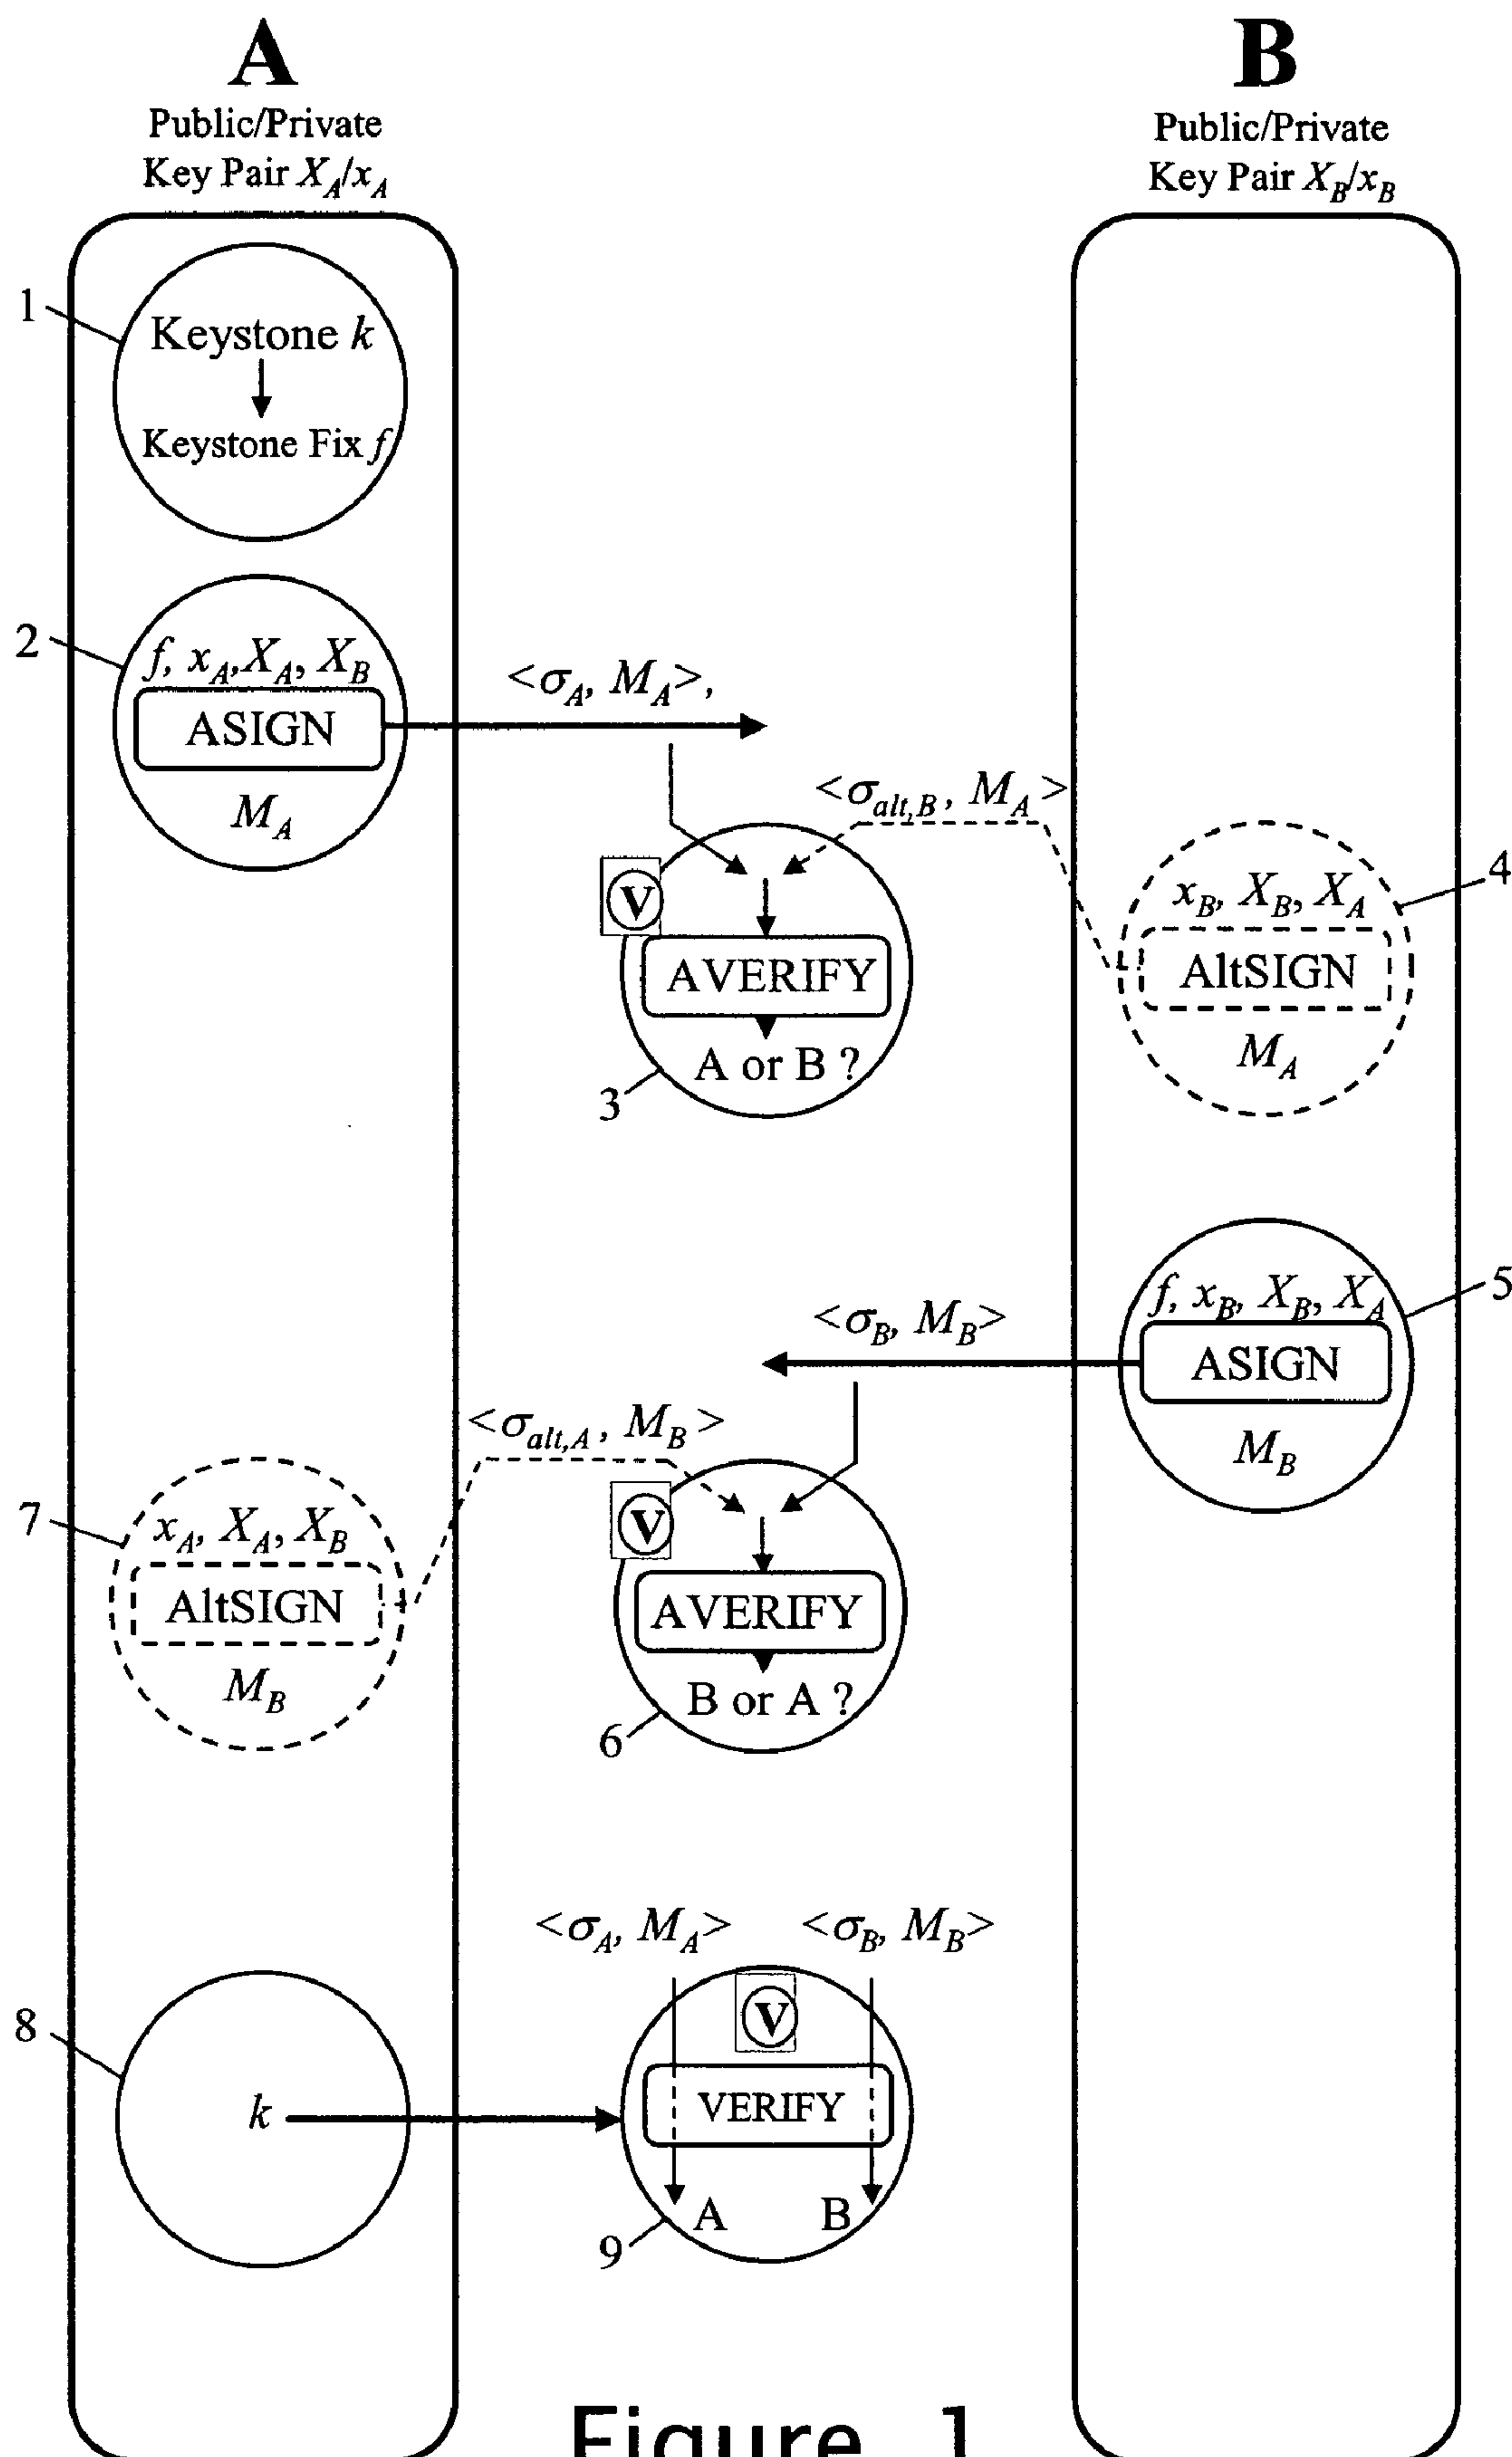 A
Public/Private
Key Pair X_A/x_A
B
Public/Private
Key Pair X_B/x_B
1
Keystone k
Keystone Fix f
2
f, x_A, X_A, X_B
ASIGN
M_A
<σ_A, M_A>,
<σ_alt,B, M_A>
V
AVERIFY
A or B ?
3
4
x_B, X_B, X_A
AltSIGN
M_A
5
f, x_B, X_B, X_A
ASIGN
M_B
<σ_B, M_B>
<σ_alt,A, M_B>
V
AVERIFY
B or A ?
6
7
x_A, X_A, X_B
AltSIGN
M_B
<σ_A, M_A> <σ_B, M_B>
8
k
V
VERIFY
A B
9
Figure 1